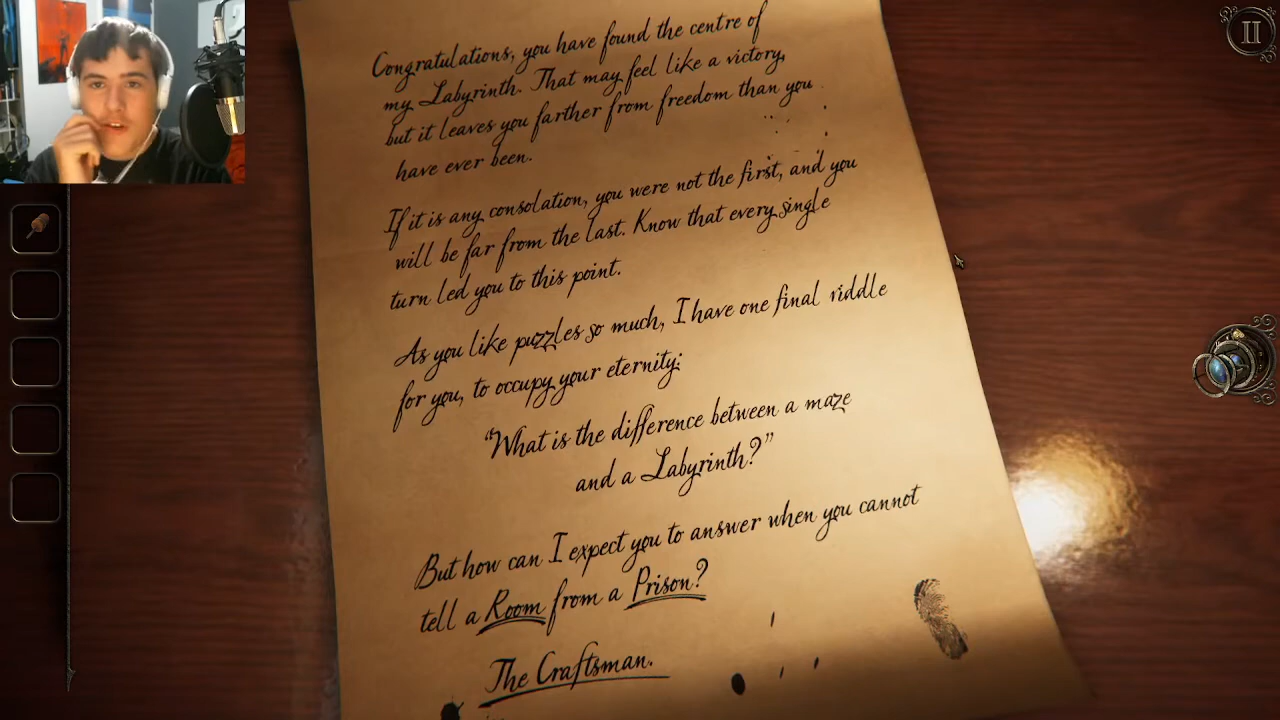 Congratulations, you have found the centre of
my Labyrinth. That may feel like a victory,
but it leaves you farther from freedom than you
have ever been.
If it is any consolation, you were not the first, and you
will be far from the last. Know that every single
turn led you to this point.
As you like puzzles so much, I have one final riddle
for you, to occupy your eternity:
"What is the difference between a maze
and a Labyrinth?"
But how can I expect you to answer when you cannot
tell a Room from a Prison?
The Craftsman.